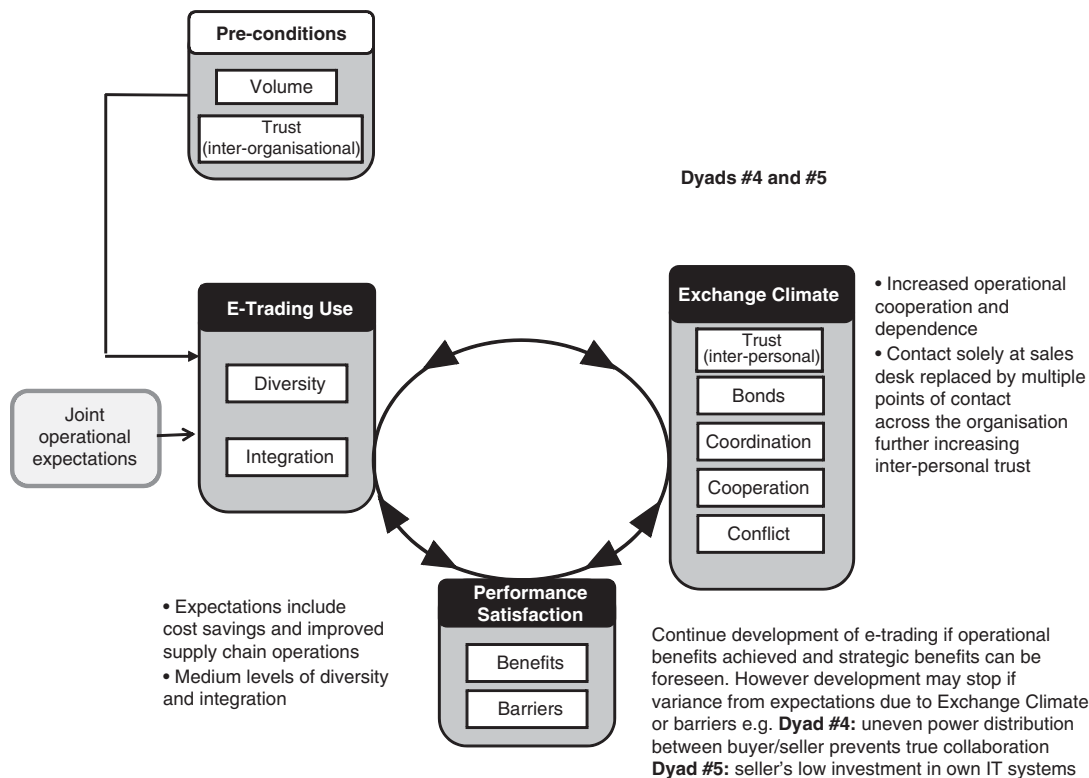 Pre-conditions
Volume
Trust
(inter-organisational)
Dyads #4 and #5
E-Trading Use
Diversity
Integration
Joint
operational
expectations
Exchange Climate
Trust
(inter-personal)
Bonds
Coordination
Cooperation
Conflict
• Increased operational
cooperation and
dependence
• Contact solely at sales
desk replaced by multiple
points of contact
across the organisation
further increasing
inter-personal trust
Performance
Satisfaction
Benefits
Barriers
• Expectations include
cost savings and improved
supply chain operations
• Medium levels of diversity
and integration
Continue development of e-trading if operational
benefits achieved and strategic benefits can be
foreseen. However development may stop if
variance from expectations due to Exchange Climate
or barriers e.g. Dyad #4: uneven power distribution
between buyer/seller prevents true collaboration
Dyad #5: seller's low investment in own IT systems